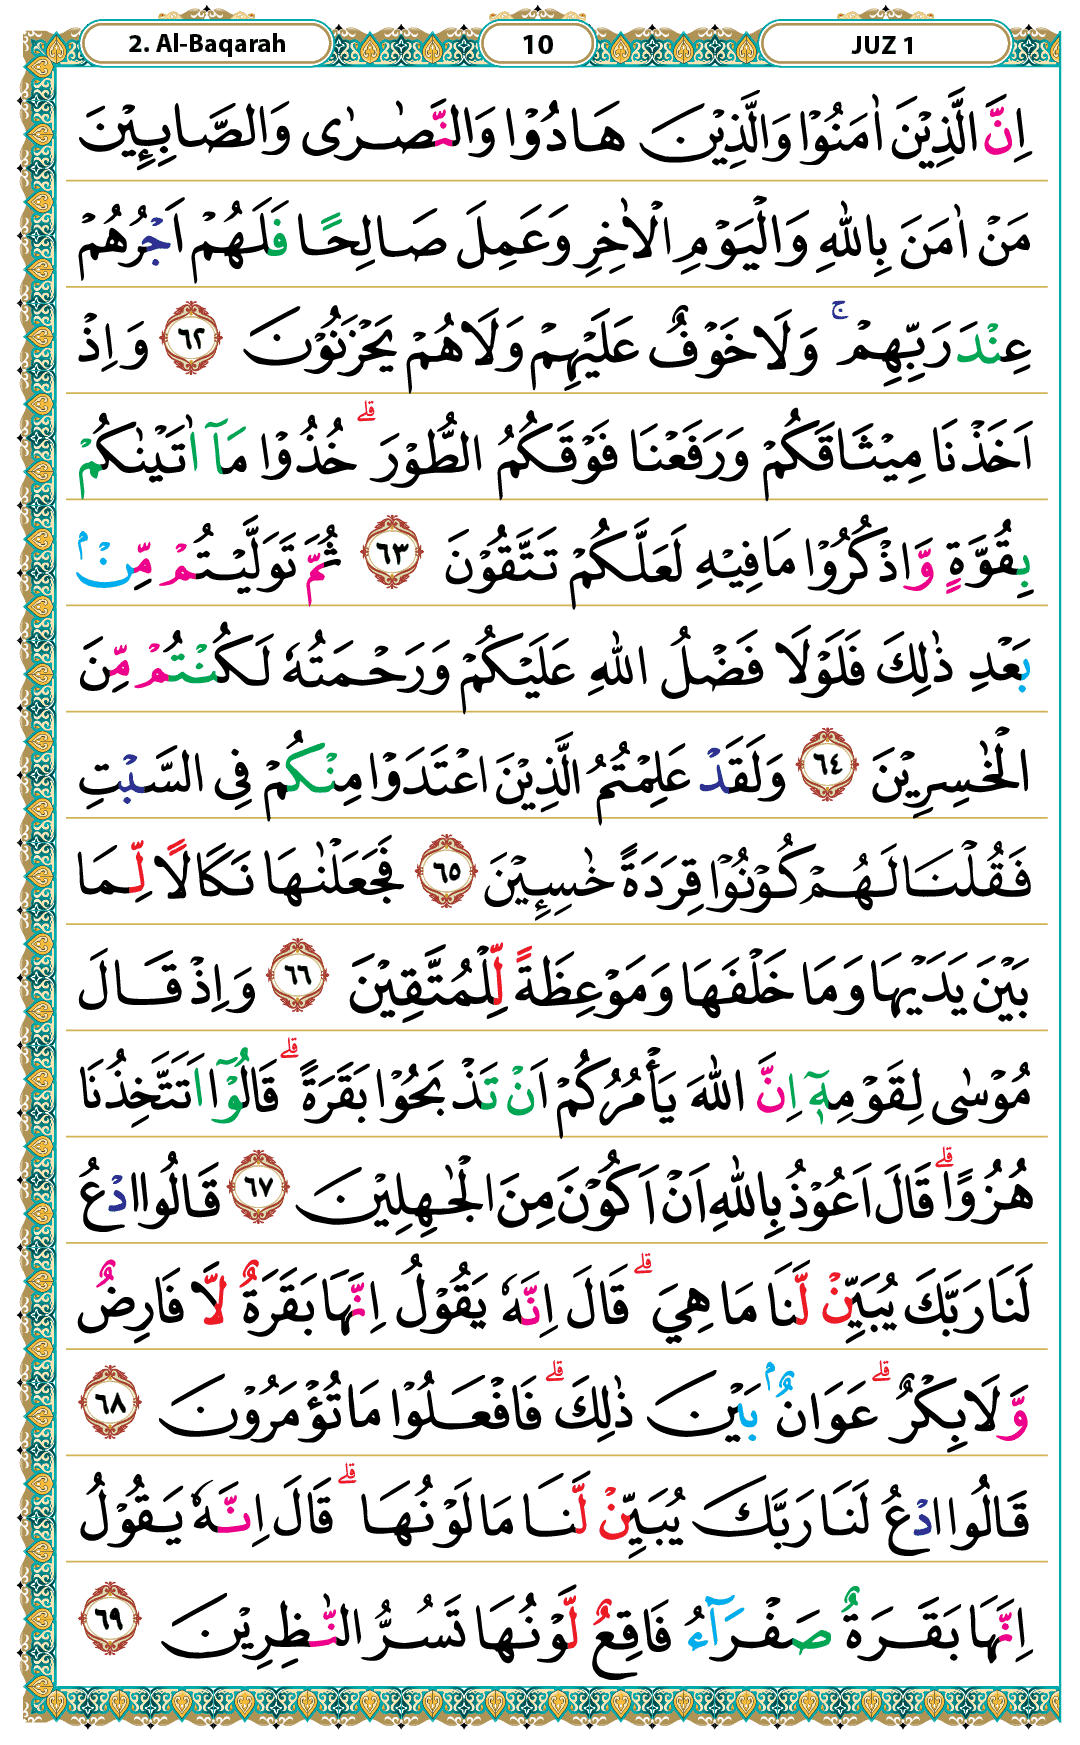 2. Al-Baqarah
10
JUZ 1
اِنَّ الَّذِيْنَ اٰمَنُوْا وَالَّذِيْنَ هَادُوْا وَالنَّصٰرٰى وَالصَّابِـِٕيْنَ
مَنْ اٰمَنَ بِاللّٰهِ وَالْيَوْمِ الْاٰخِرِ وَعَمِلَ صَالِحًا فَلَهُمْ اَجْرُهُمْ
عِنْدَ رَبِّهِمْۚ وَلَا خَوْفٌ عَلَيْهِمْ وَلَا هُمْ يَحْزَنُوْنَ ٦٢ وَاِذْ
اَخَذْنَا مِيْثَاقَكُمْ وَرَفَعْنَا فَوْقَكُمُ الطُّوْرَۗ خُذُوْا مَآ اٰتَيْنٰكُمْ
بِقُوَّةٍ وَّاذْكُرُوْا مَا فِيْهِ لَعَلَّكُمْ تَتَّقُوْنَ ٦٣ ثُمَّ تَوَلَّيْتُمْ مِّنْۢ
بَعْدِ ذٰلِكَ فَلَوْلَا فَضْلُ اللّٰهِ عَلَيْكُمْ وَرَحْمَتُهٗ لَكُنْتُمْ مِّنَ
الْخٰسِرِيْنَ ٦٤ وَلَقَدْ عَلِمْتُمُ الَّذِيْنَ اعْتَدَوْا مِنْكُمْ فِى السَّبْتِ
فَقُلْنَا لَهُمْ كُوْنُوْا قِرَدَةً خٰسِـِٕيْنَ ٦٥ فَجَعَلْنٰهَا نَكَالًا لِّمَا
بَيْنَ يَدَيْهَا وَمَا خَلْفَهَا وَمَوْعِظَةً لِّلْمُتَّقِيْنَ ٦٦ وَاِذْ قَالَ
مُوْسٰى لِقَوْمِهٖٓ اِنَّ اللّٰهَ يَأْمُرُكُمْ اَنْ تَذْبَحُوْا بَقَرَةًۗ قَالُوْٓا اَتَتَّخِذُنَا
هُزُوًاۗ قَالَ اَعُوْذُ بِاللّٰهِ اَنْ اَكُوْنَ مِنَ الْجٰهِلِيْنَ ٦٧ قَالُوا ادْعُ
لَنَا رَبَّكَ يُبَيِّنْ لَّنَا مَا هِيَۗ قَالَ اِنَّهٗ يَقُوْلُ اِنَّهَا بَقَرَةٌ لَّا فَارِضٌ
وَّلَا بِكْرٌۗ عَوَانٌۢ بَيْنَ ذٰلِكَۗ فَافْعَلُوْا مَا تُؤْمَرُوْنَ ٦٨
قَالُوا ادْعُ لَنَا رَبَّكَ يُبَيِّنْ لَّنَا مَا لَوْنُهَاۗ قَالَ اِنَّهٗ يَقُوْلُ
اِنَّهَا بَقَرَةٌ صَفْرَاۤءُ فَاقِعٌ لَّوْنُهَا تَسُرُّ النّٰظِرِيْنَ ٦٩